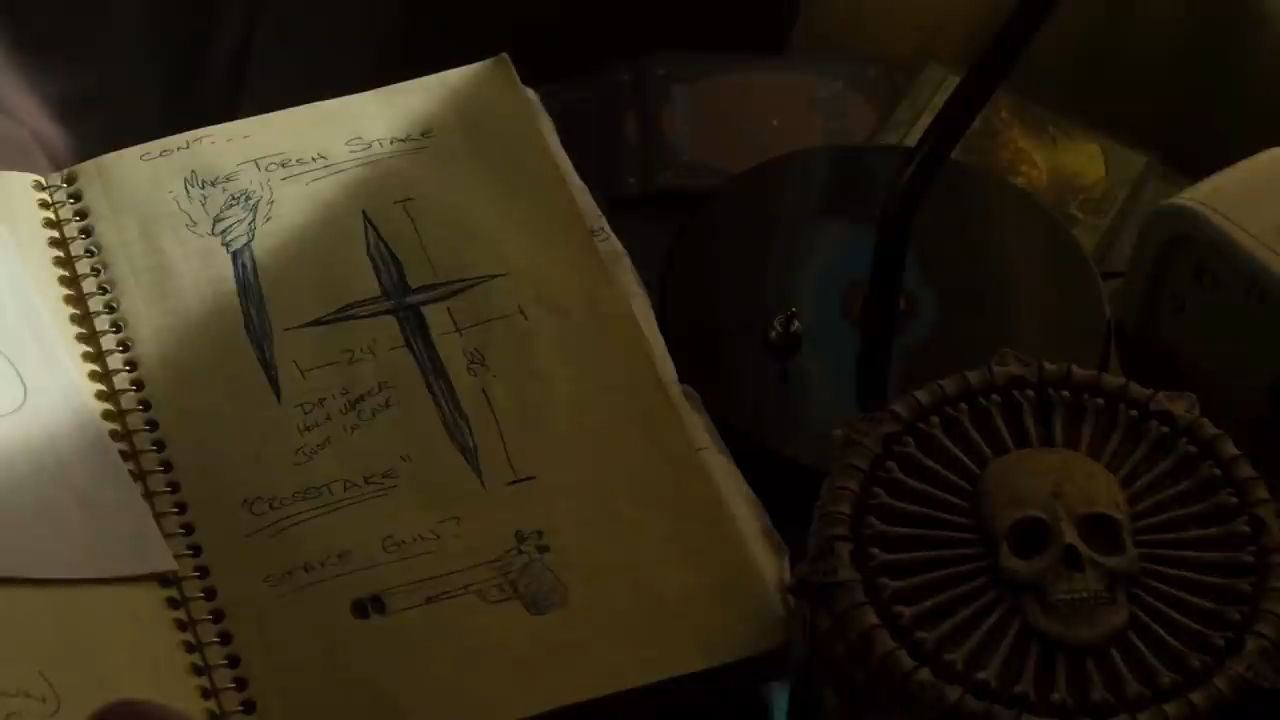 CONT...
MAKE TORCH STAKE
24"
DIP IN
HOLY WATER
JUST IN CASE.
"CROSSTAKE"
STAKE GUN?